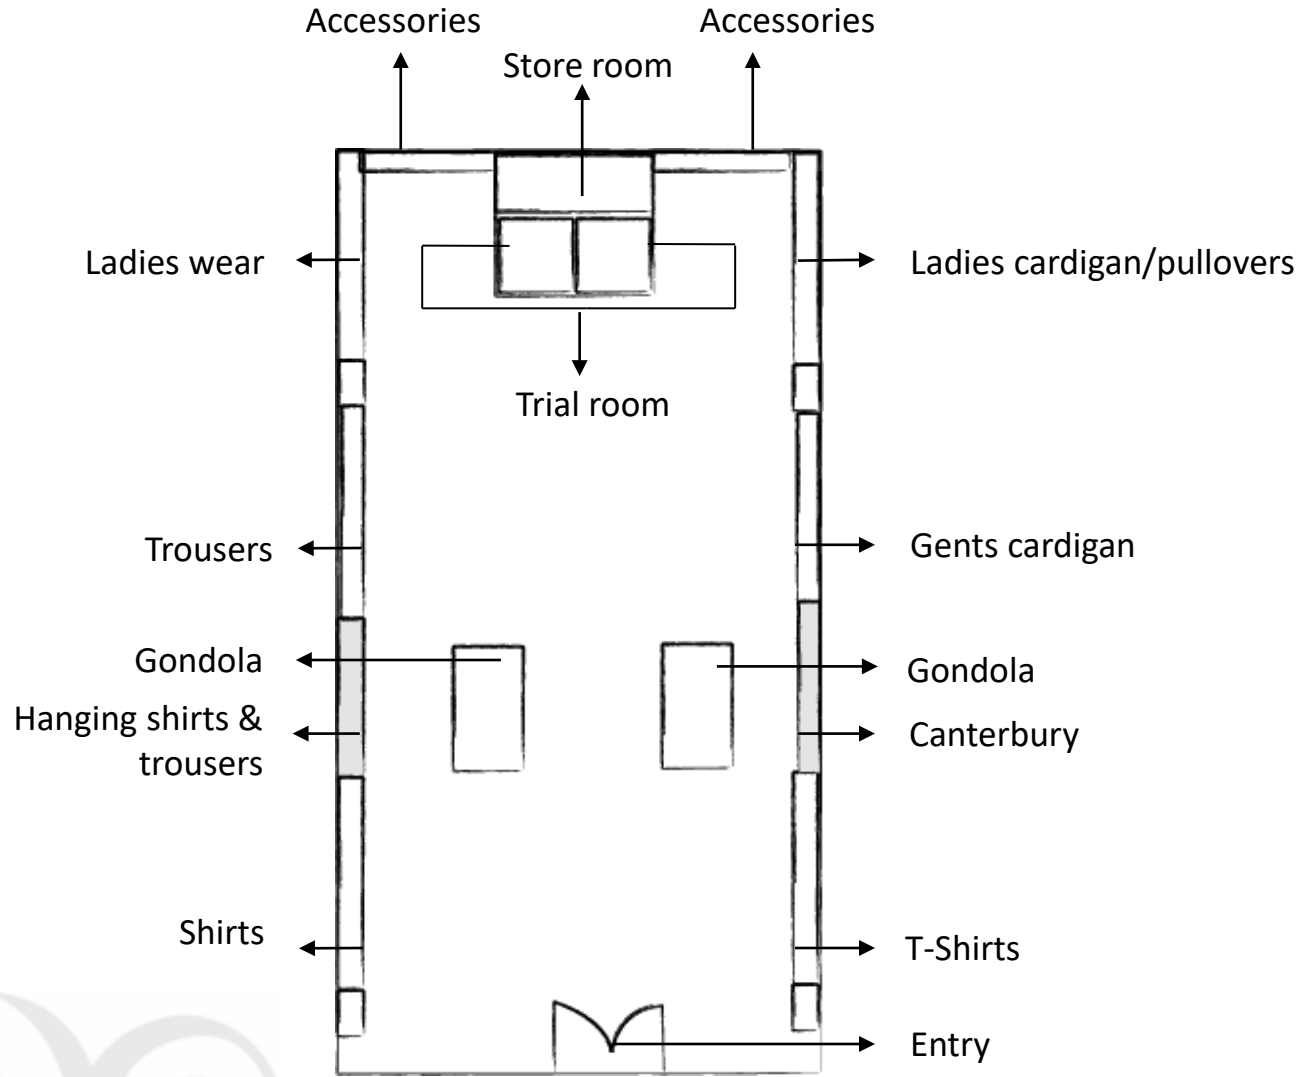 Accessories
Accessories
Store room
Ladies wear
Ladies cardigan/pullovers
Trial room
Trousers
Gents cardigan
Gondola
Gondola
Hanging shirts &
trousers
Canterbury
Shirts
T-Shirts
Entry